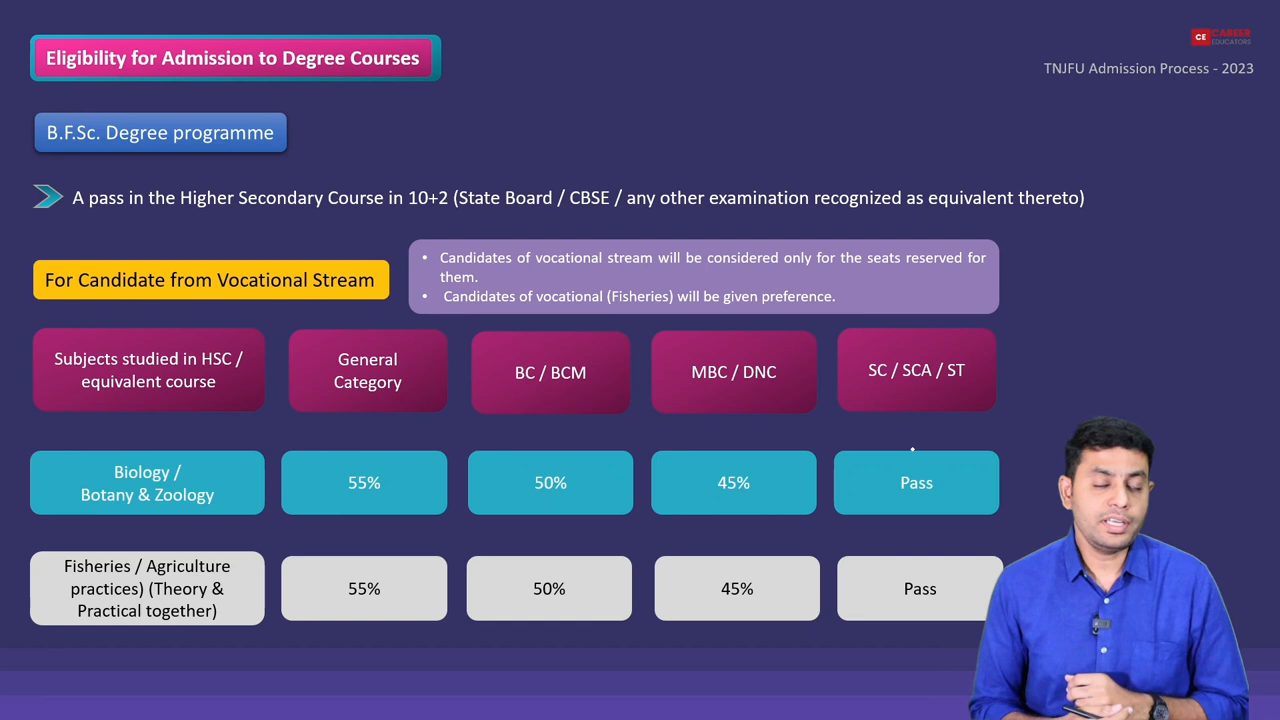 Eligibility for Admission to Degree Courses
CE CAREER
EDUCATORS
TNJFU Admission Process - 2023
B.F.Sc. Degree programme
A pass in the Higher Secondary Course in 10+2 (State Board / CBSE / any other examination recognized as equivalent thereto)
For Candidate from Vocational Stream
• Candidates of vocational stream will be considered only for the seats reserved for
them.
• Candidates of vocational (Fisheries) will be given preference.
Subjects studied in HSC /
equivalent course
General
Category
BC / BCM
MBC / DNC
SC / SCA / ST
Biology /
Botany & Zoology
55%
50%
45%
Pass
Fisheries / Agriculture
practices) (Theory &
Practical together)
55%
50%
45%
Pass